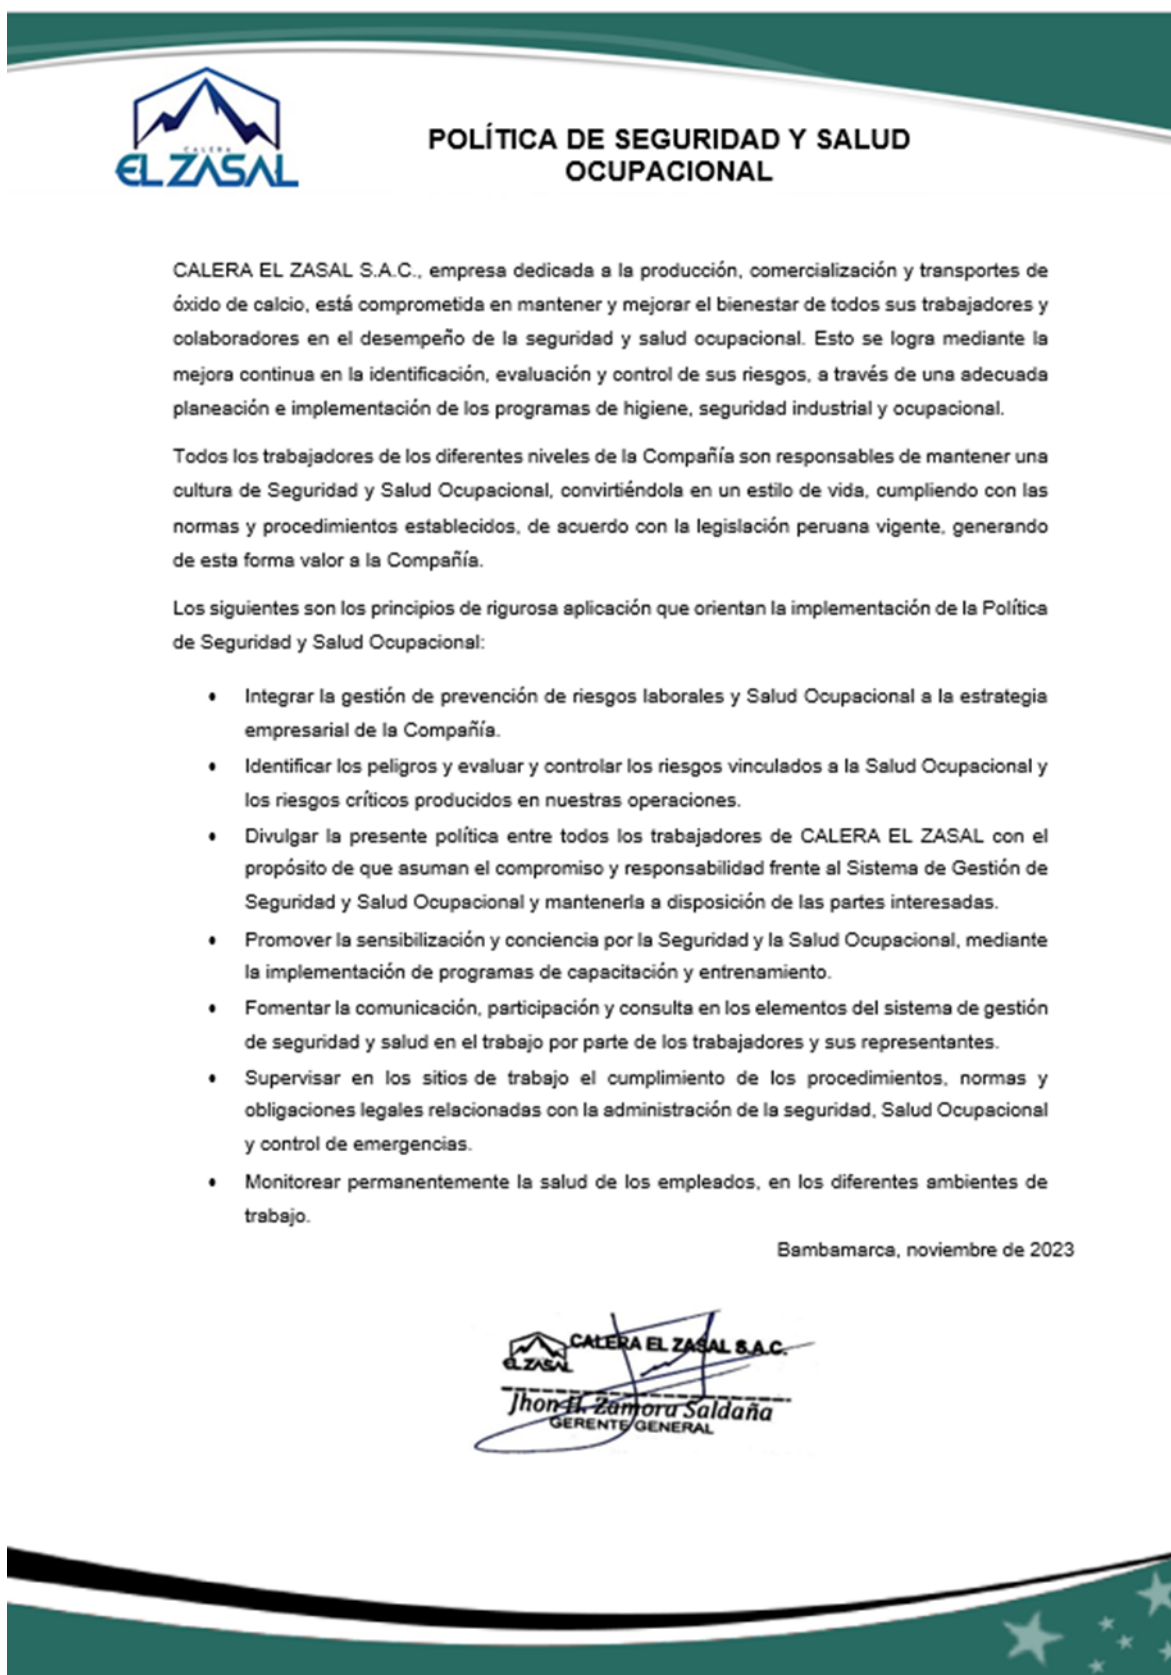 CALERA
EL ZASAL
POLÍTICA DE SEGURIDAD Y SALUD
OCUPACIONAL
CALERA EL ZASAL S.A.C., empresa dedicada a la producción, comercialización y transportes de
óxido de calcio, está comprometida en mantener y mejorar el bienestar de todos sus trabajadores y
colaboradores en el desempeño de la seguridad y salud ocupacional. Esto se logra mediante la
mejora continua en la identificación, evaluación y control de sus riesgos, a través de una adecuada
planeación e implementación de los programas de higiene, seguridad industrial y ocupacional.
Todos los trabajadores de los diferentes niveles de la Compañía son responsables de mantener una
cultura de Seguridad y Salud Ocupacional, convirtiéndola en un estilo de vida, cumpliendo con las
normas y procedimientos establecidos, de acuerdo con la legislación peruana vigente, generando
de esta forma valor a la Compañía.
Los siguientes son los principios de rigurosa aplicación que orientan la implementación de la Política
de Seguridad y Salud Ocupacional:
• Integrar la gestión de prevención de riesgos laborales y Salud Ocupacional a la estrategia
empresarial de la Compañía.
• Identificar los peligros y evaluar y controlar los riesgos vinculados a la Salud Ocupacional y
los riesgos críticos producidos en nuestras operaciones.
• Divulgar la presente política entre todos los trabajadores de CALERA EL ZASAL con el
propósito de que asuman el compromiso y responsabilidad frente al Sistema de Gestión de
Seguridad y Salud Ocupacional y mantenerla a disposición de las partes interesadas.
• Promover la sensibilización y conciencia por la Seguridad y la Salud Ocupacional, mediante
la implementación de programas de capacitación y entrenamiento.
• Fomentar la comunicación, participación y consulta en los elementos del sistema de gestión
de seguridad y salud en el trabajo por parte de los trabajadores y sus representantes.
• Supervisar en los sitios de trabajo el cumplimiento de los procedimientos, normas y
obligaciones legales relacionadas con la administración de la seguridad, Salud Ocupacional
y control de emergencias.
• Monitorear permanentemente la salud de los empleados, en los diferentes ambientes de
trabajo.
Bambamarca, noviembre de 2023
CALERA EL ZASAL S.A.C.
EL ZASAL
Jhon H. Zamora Saldaña
GERENTE GENERAL